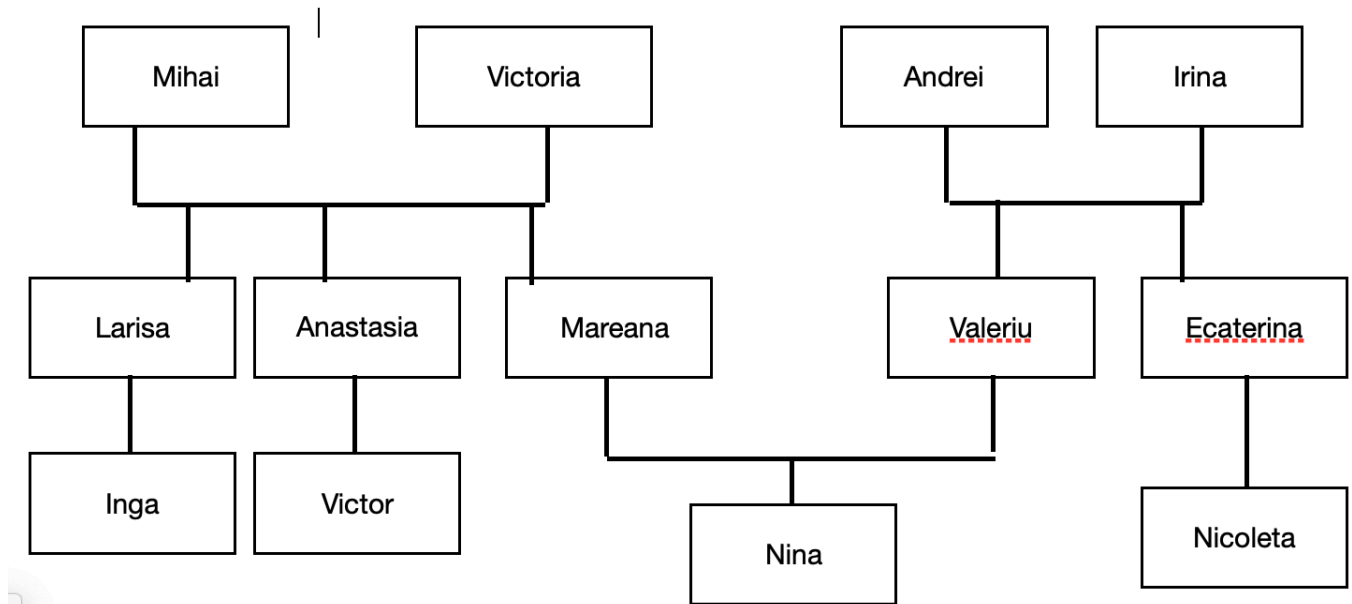 Mihai
Victoria
Andrei
Irina
Larisa
Anastasia
Mareana
Valeriu
Ecaterina
Inga
Victor
Nina
Nicoleta